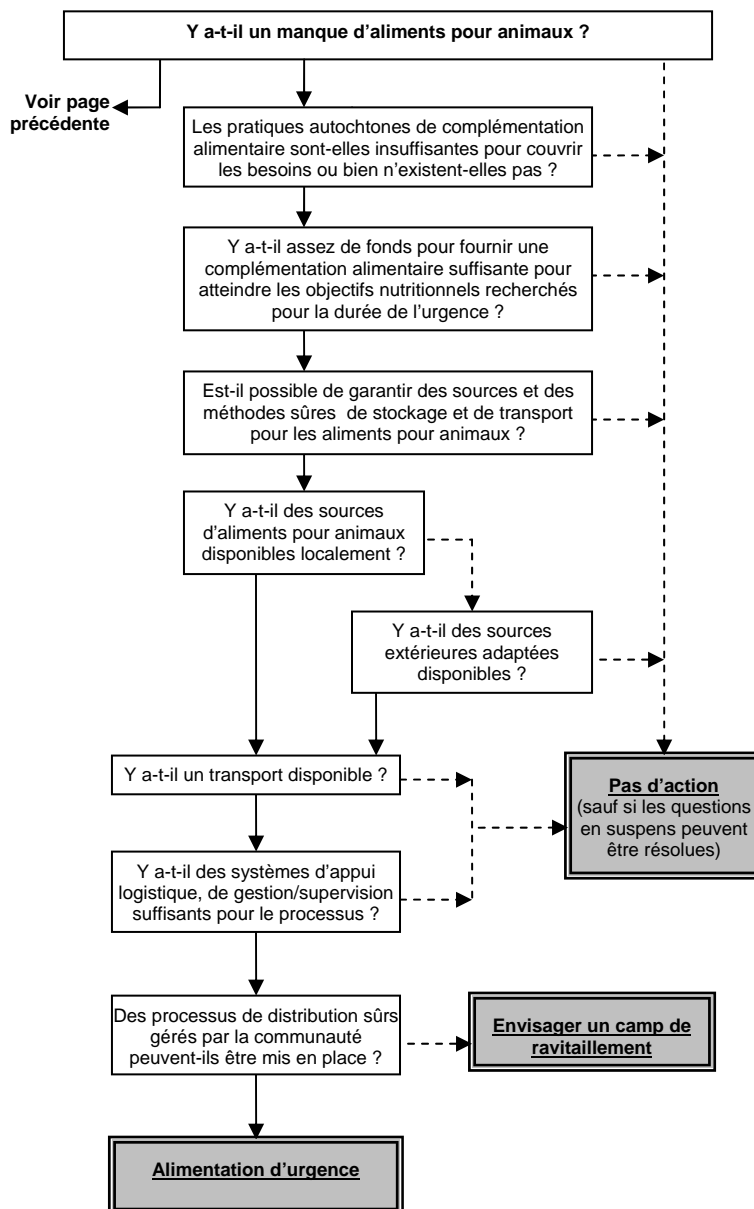 Y a-t-il un manque d'aliments pour animaux ?
Voir page
précédente
Les pratiques autochtones de complémentation
alimentaire sont-elles insuffisantes pour couvrir
les besoins ou bien n'existent-elles pas ?
Y a-t-il assez de fonds pour fournir une
complémentation alimentaire suffisante pour
atteindre les objectifs nutritionnels recherchés
pour la durée de l'urgence ?
Est-il possible de garantir des sources et des
méthodes sûres de stockage et de transport
pour les aliments pour animaux ?
Y a-t-il des sources
d'aliments pour animaux
disponibles localement ?
Y a-t-il des sources
extérieures adaptées
disponibles ?
Y a-t-il un transport disponible ?
Pas d'action
(sauf si les questions
en suspens peuvent
être résolues)
Y a-t-il des systèmes d'appui
logistique, de gestion/supervision
suffisants pour le processus ?
Des processus de distribution sûrs
gérés par la communauté
peuvent-ils être mis en place ?
Envisager un camp de
ravitaillement
Alimentation d'urgence